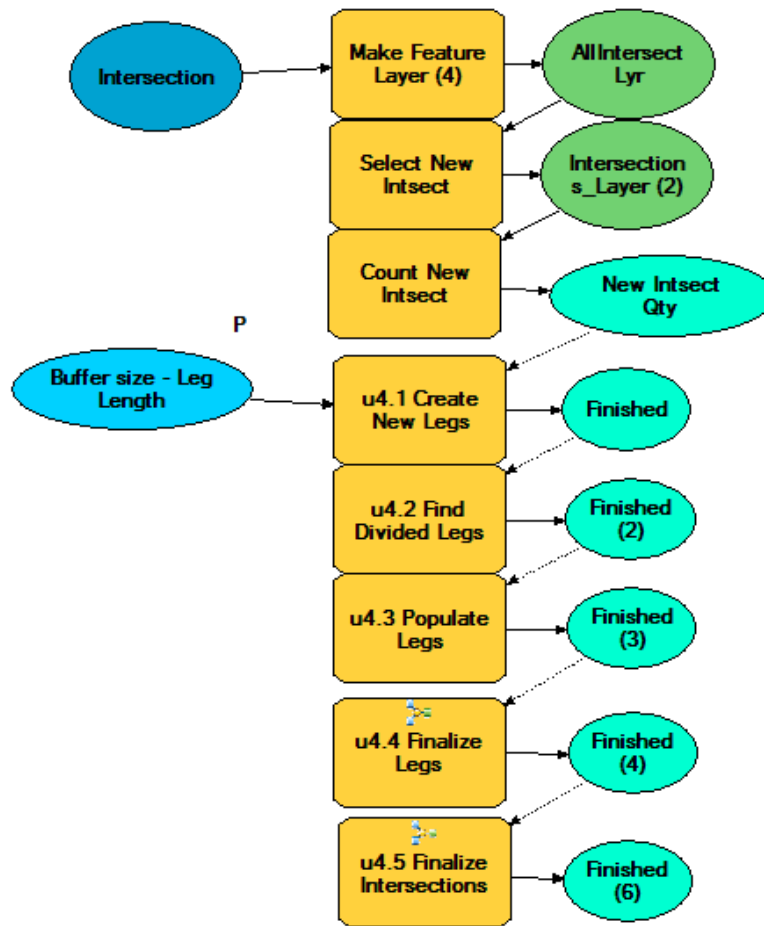 Intersection
Make Feature
Layer (4)
AllIntersect
Lyr
Select New
Intsect
Intersection
s_Layer (2)
Count New
Intsect
New Intsect
Qty
P
Buffer size - Leg
Length
u4.1 Create
New Legs
Finished
u4.2 Find
Divided Legs
Finished
(2)
u4.3 Populate
Legs
Finished
(3)
u4.4 Finalize
Legs
Finished
(4)
u4.5 Finalize
Intersections
Finished
(6)